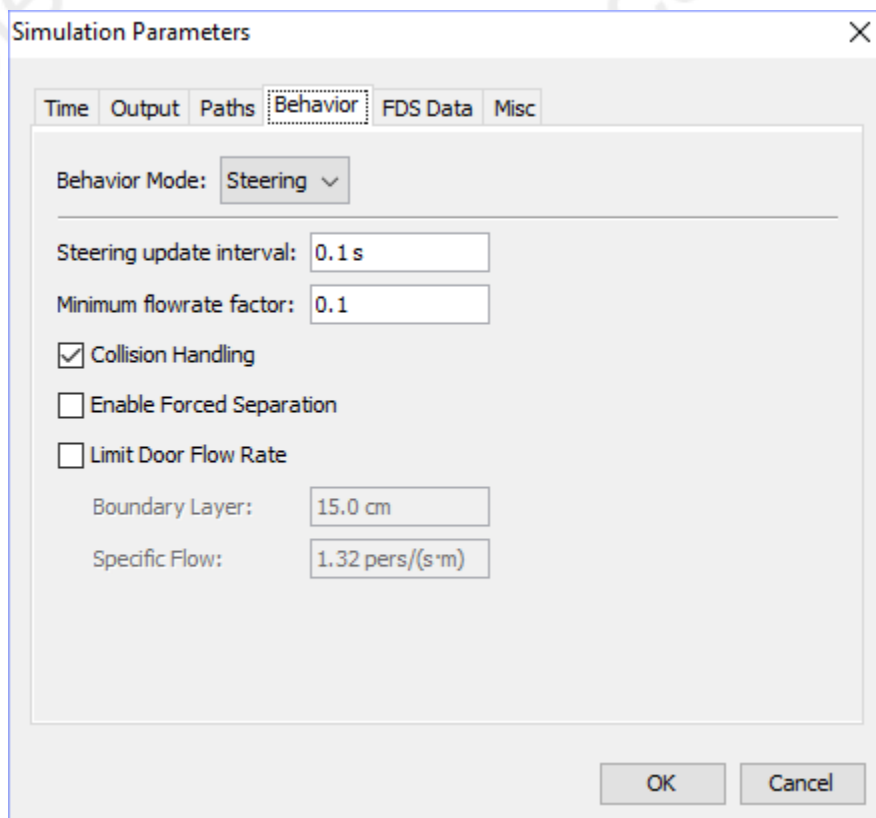 Simulation Parameters
Time Output Paths Behavior FDS Data Misc
Behavior Mode: Steering
Steering update interval: 0.1 s
Minimum flowrate factor: 0.1
Collision Handling
Enable Forced Separation
Limit Door Flow Rate
Boundary Layer: 15.0 cm
Specific Flow: 1.32 pers/(s·m)
OK Cancel